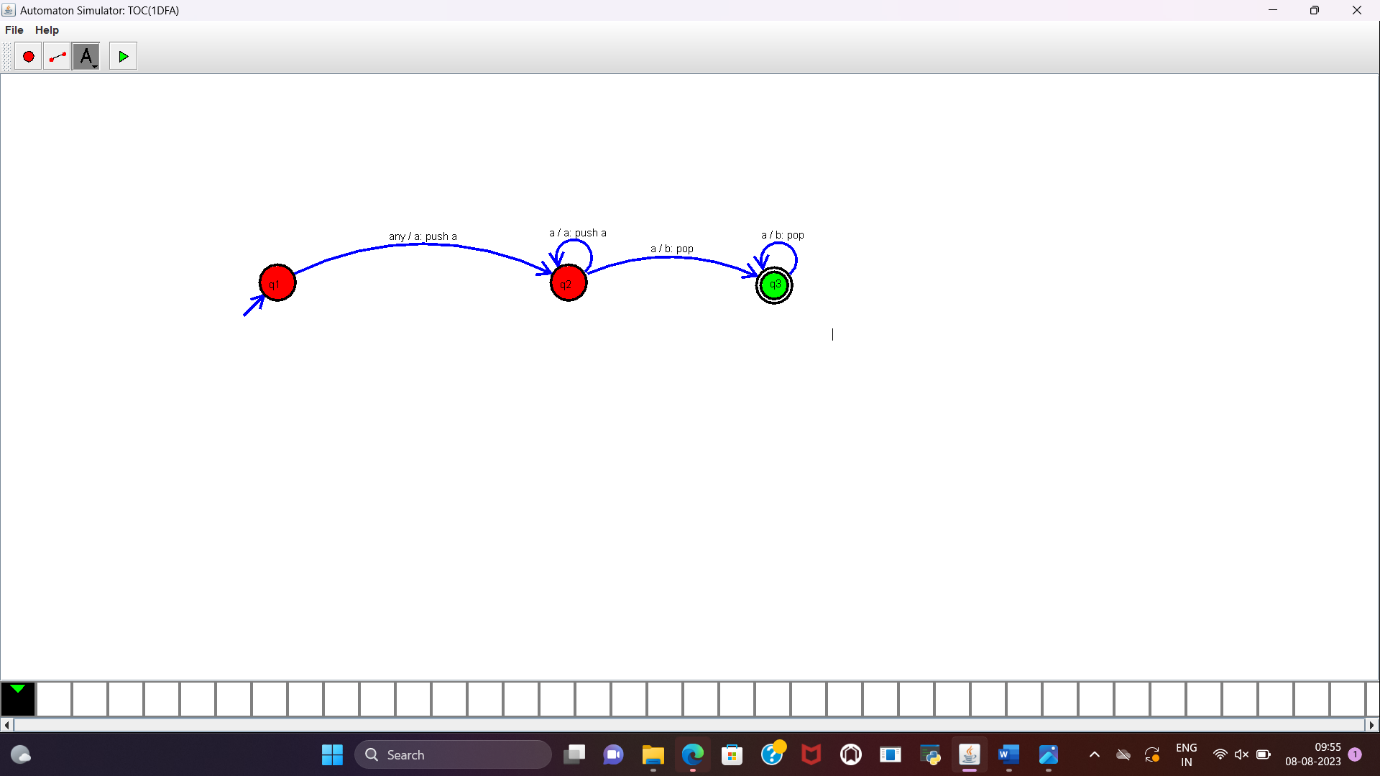 Automaton Simulator: TOC(1DFA)
File Help
A
any / a: push a
a / a: push a
a / b: pop
a / b: pop
q1
q2
q3
Search
ENG
IN
09:55
08-08-2023
1